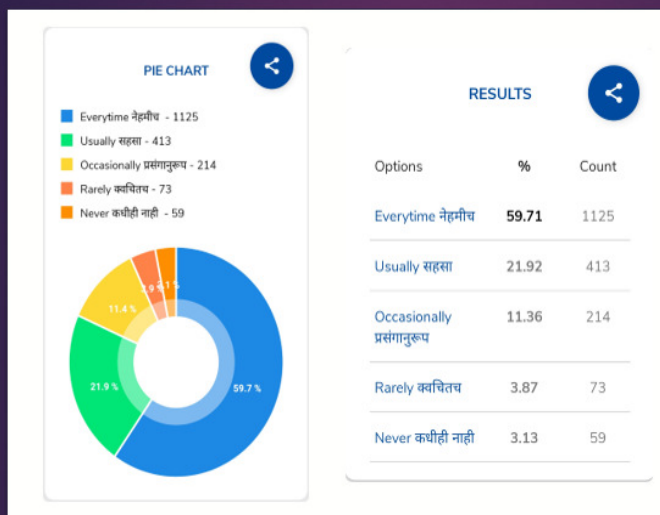 PIE CHART
Everytime नेहमीच - 1125
Usually सहसा - 413
Occasionally प्रसंगानुरूप - 214
Rarely क्वचितच - 73
Never कधीही नाही - 59
59.7 %
21.9 %
11.4 %
RESULTS
Options % Count
Everytime नेहमीच 59.71 1125
Usually सहसा 21.92 413
Occasionally 11.36 214
प्रसंगानुरूप
Rarely क्वचितच 3.87 73
Never कधीही नाही 3.13 59